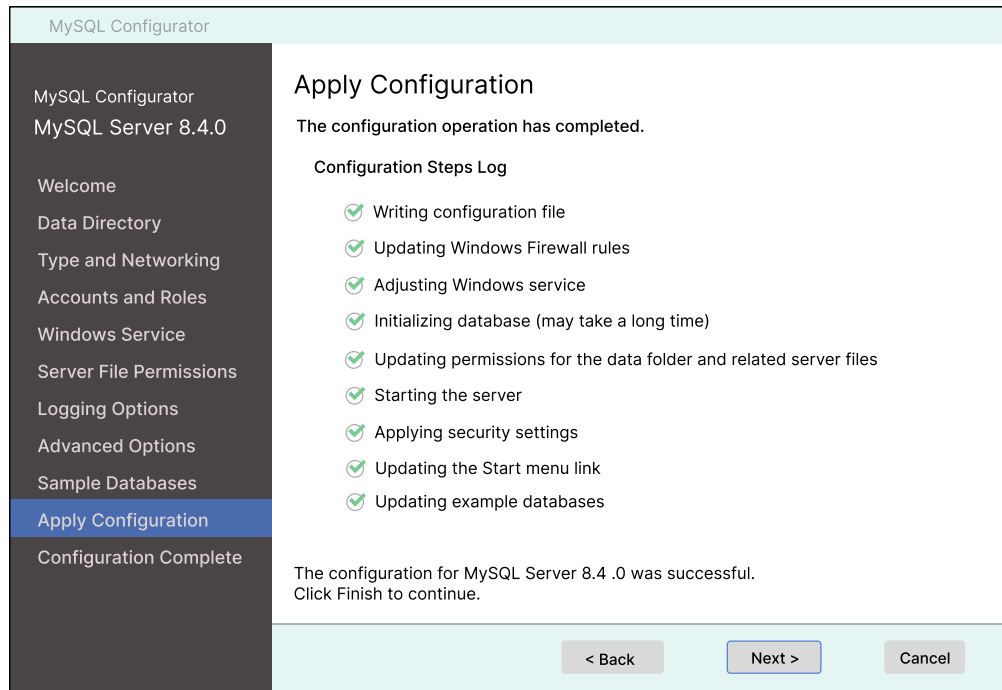 MySQL Configurator
MySQL Configurator
MySQL Server 8.4.0
Welcome
Data Directory
Type and Networking
Accounts and Roles
Windows Service
Server File Permissions
Logging Options
Advanced Options
Sample Databases
Apply Configuration
Configuration Complete
Apply Configuration
The configuration operation has completed.
Configuration Steps Log
Writing configuration file
Updating Windows Firewall rules
Adjusting Windows service
Initializing database (may take a long time)
Updating permissions for the data folder and related server files
Starting the server
Applying security settings
Updating the Start menu link
Updating example databases
The configuration for MySQL Server 8.4 .0 was successful.
Click Finish to continue.
< Back
Next >
Cancel